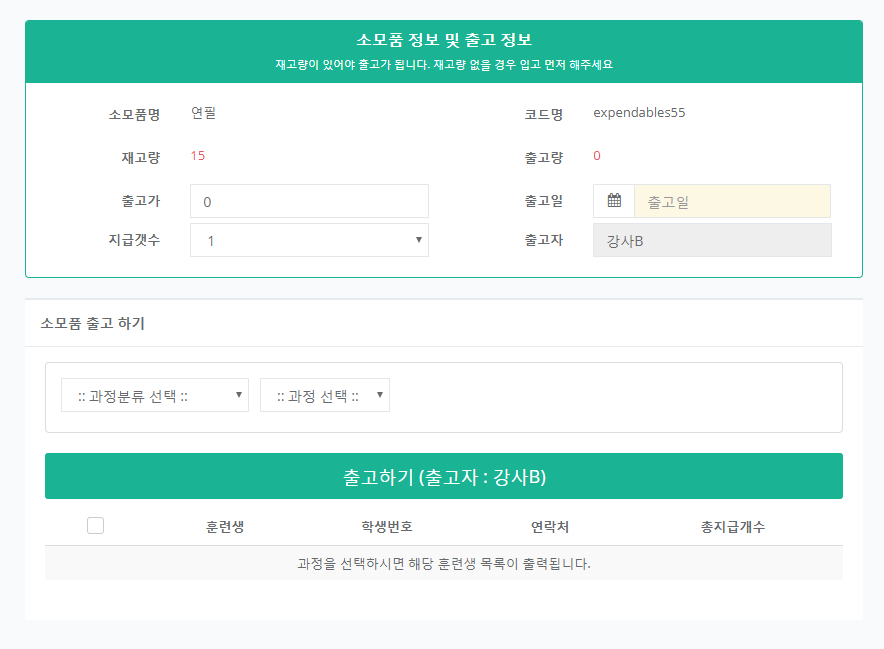 소모품 정보 및 출고 정보
재고량이 있어야 출고가 됩니다. 재고량 없을 경우 입고 먼저 해주세요
소모품명 연필 코드명 expendables55
재고량 15 출고량 0
출고가 0 출고일 출고일
지급갯수 1 출고자 강사B
소모품 출고 하기
:: 과정분류 선택 :: :: 과정 선택 ::
출고하기 (출고자 : 강사B)
훈련생 학생번호 연락처 총지급개수
과정을 선택하시면 해당 훈련생 목록이 출력됩니다.